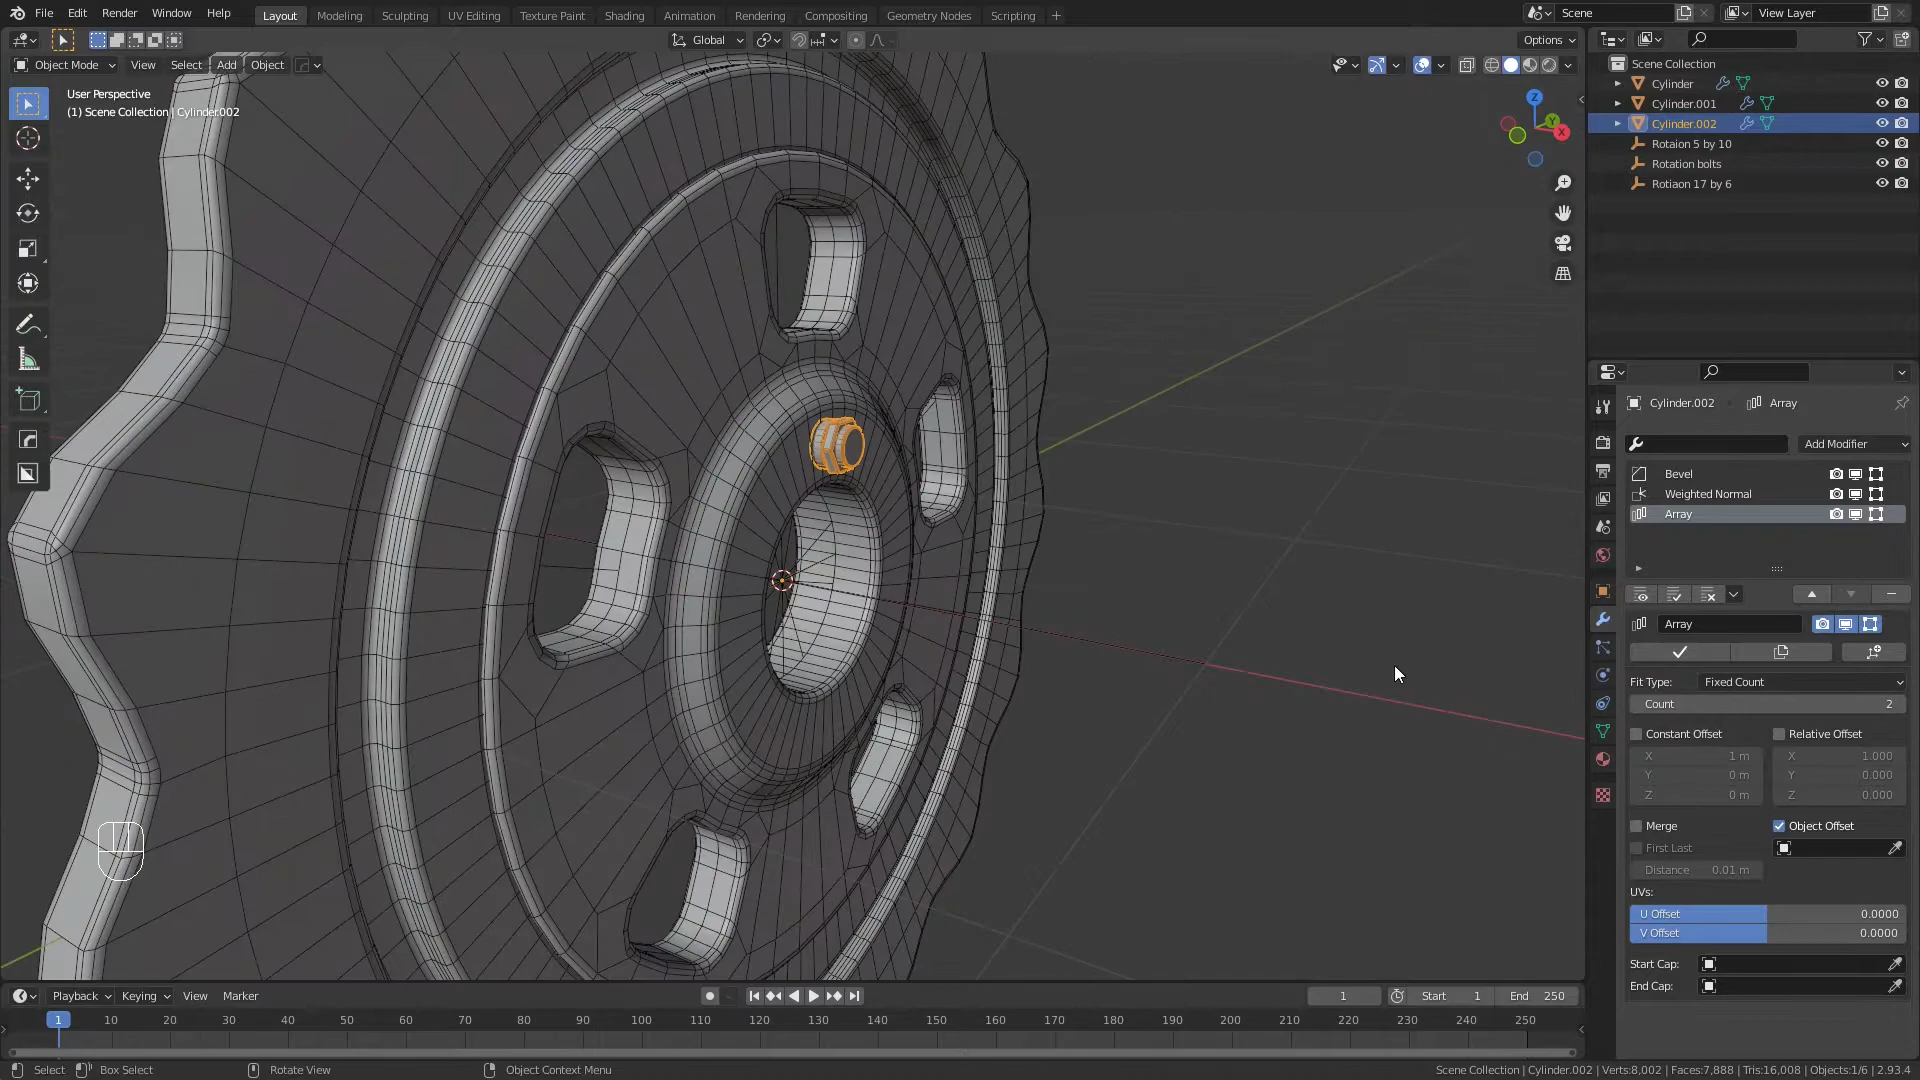 File Edit Render Window Help Layout Modeling Sculpting UV Editing Texture Paint Shading Animation Rendering Compositing Geometry Nodes Scripting + Scene View Layer
Global Options
Object Mode View Select Add Object
User Perspective
(1) Scene Collection | Cylinder.002
Z
Y
X
Scene Collection
Cylinder
Cylinder.001
Cylinder.002
Rotaion 5 by 10
Rotation bolts
Rotiaon 17 by 6
Cylinder.002 Array
Add Modifier
Bevel
Weighted Normal
Array
Array
Fit Type: Fixed Count
Count 2
Constant Offset Relative Offset
X 1 m X 1.000
Y 0 m Y 0.000
Z 0 m Z 0.000
Merge Object Offset
First Last
Distance 0.01 m
UVs:
U Offset 0.0000
V Offset 0.0000
Start Cap:
End Cap:
Playback Keying View Marker 1 Start 1 End 250
1 10 20 30 40 50 60 70 80 90 100 110 120 130 140 150 160 170 180 190 200 210 220 230 240 250
Select Box Select Rotate View Object Context Menu Scene Collection | Cylinder.002 | Verts:8,002 | Faces:7,888 | Tris:16,008 | Objects:1/6 | 2.93.4